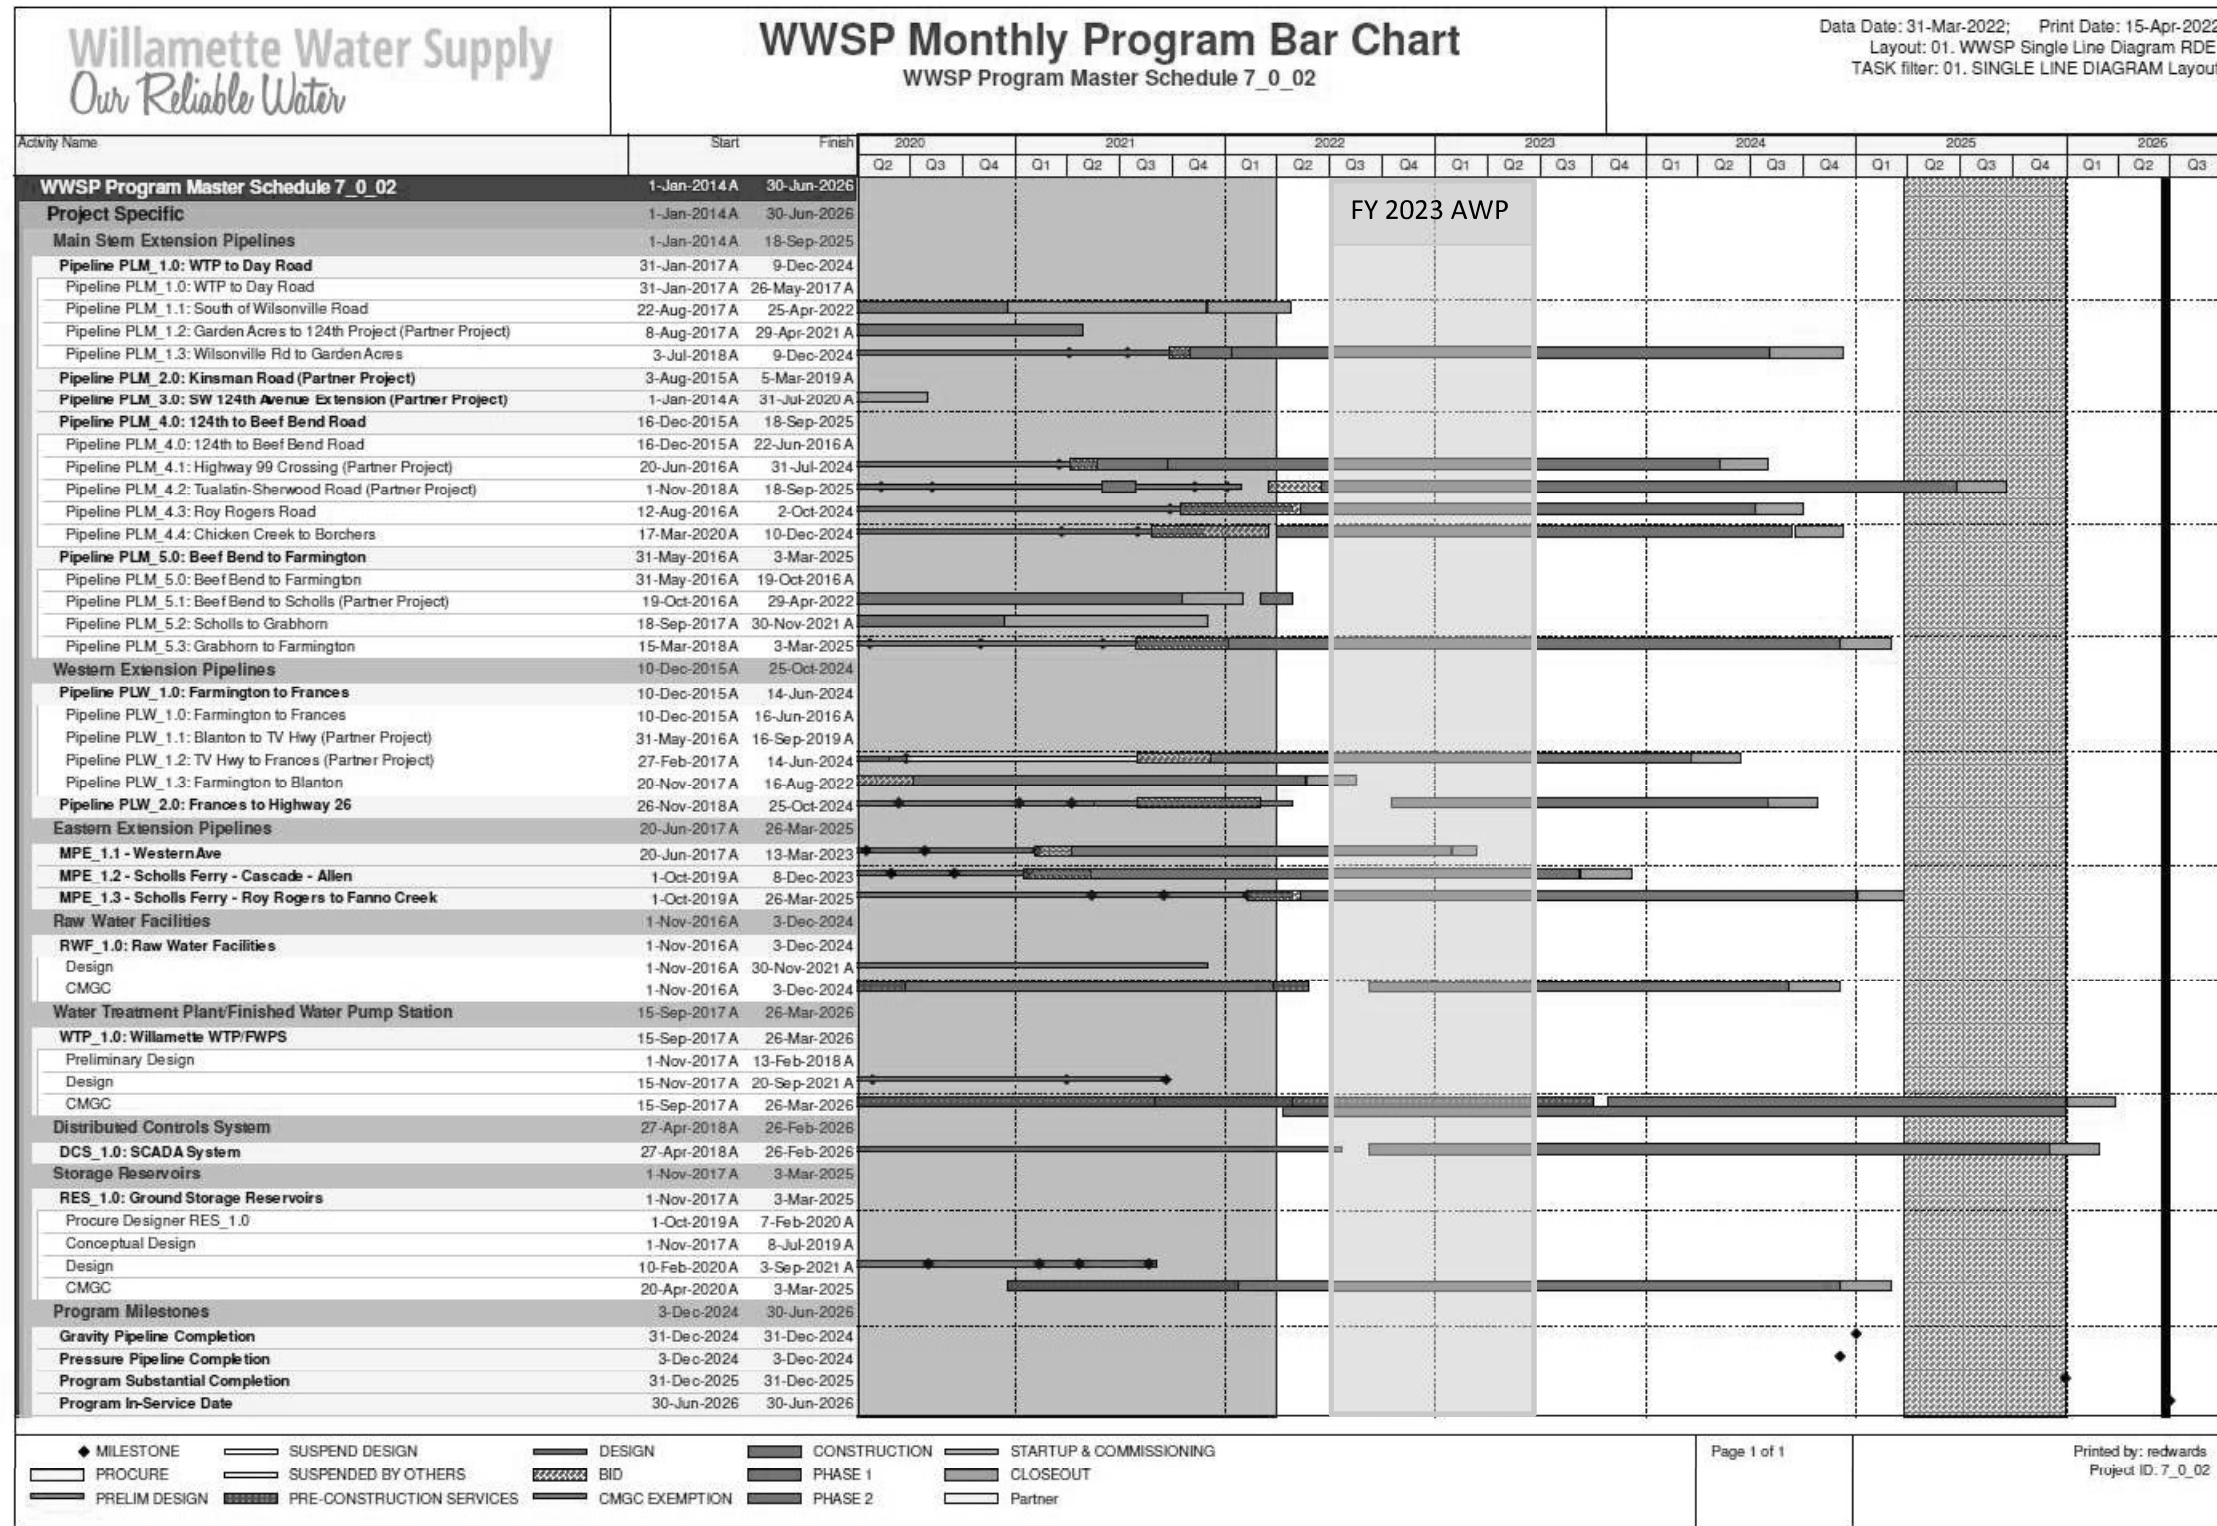 Willamette Water Supply
Our Reliable Water
WWSP Monthly Program Bar Chart
WWSP Program Master Schedule 7_0_02
Data Date: 31-Mar-2022; Print Date: 15-Apr-2022
Layout: 01. WWSP Single Line Diagram RDE
TASK filter: 01. SINGLE LINE DIAGRAM Layout
Activity Name Start Finish 2020 2021 2022 2023 2024 2025 2026
Q2 Q3 Q4 Q1 Q2 Q3 Q4 Q1 Q2 Q3 Q4 Q1 Q2 Q3 Q4 Q1 Q2 Q3 Q4 Q1 Q2 Q3 Q4 Q1 Q2 Q3
WWSP Program Master Schedule 7_0_02 1-Jan-2014 A 30-Jun-2026
FY 2023 AWP
Project Specific 1-Jan-2014 A 30-Jun-2026
Main Stem Extension Pipelines 1-Jan-2014 A 18-Sep-2025
Pipeline PLM_1.0: WTP to Day Road 31-Jan-2017 A 9-Dec-2024
Pipeline PLM_1.0: WTP to Day Road 31-Jan-2017 A 26-May-2017 A
Pipeline PLM_1.1: South of Wilsonville Road 22-Aug-2017 A 25-Apr-2022
Pipeline PLM_1.2: Garden Acres to 124th Project (Partner Project) 8-Aug-2017 A 29-Apr-2021 A
Pipeline PLM_1.3: Wilsonville Rd to Garden Acres 3-Jul-2018 A 9-Dec-2024
Pipeline PLM_2.0: Kinsman Road (Partner Project) 3-Aug-2015 A 5-Mar-2019 A
Pipeline PLM_3.0: SW 124th Avenue Extension (Partner Project) 1-Jan-2014 A 31-Jul-2020 A
Pipeline PLM_4.0: 124th to Beef Bend Road 16-Dec-2015 A 18-Sep-2025
Pipeline PLM_4.0: 124th to Beef Bend Road 16-Dec-2015 A 22-Jun-2016 A
Pipeline PLM_4.1: Highway 99 Crossing (Partner Project) 20-Jun-2016 A 31-Jul-2024
Pipeline PLM_4.2: Tualatin-Sherwood Road (Partner Project) 1-Nov-2018 A 18-Sep-2025
Pipeline PLM_4.3: Roy Rogers Road 12-Aug-2016 A 2-Oct-2024
Pipeline PLM_4.4: Chicken Creek to Borchers 17-Mar-2020 A 10-Dec-2024
Pipeline PLM_5.0: Beef Bend to Farmington 31-May-2016 A 3-Mar-2025
Pipeline PLM_5.0: Beef Bend to Farmington 31-May-2016 A 19-Oct-2016 A
Pipeline PLM_5.1: Beef Bend to Scholls (Partner Project) 19-Oct-2016 A 29-Apr-2022
Pipeline PLM_5.2: Scholls to Grabhorn 18-Sep-2017 A 30-Nov-2021 A
Pipeline PLM_5.3: Grabhorn to Farmington 15-Mar-2018 A 3-Mar-2025
Western Extension Pipelines 10-Dec-2015 A 25-Oct-2024
Pipeline PLW_1.0: Farmington to Frances 10-Dec-2015 A 14-Jun-2024
Pipeline PLW_1.0: Farmington to Frances 10-Dec-2015 A 16-Jun-2016 A
Pipeline PLW_1.1: Blanton to TV Hwy (Partner Project) 31-May-2016 A 16-Sep-2019 A
Pipeline PLW_1.2: TV Hwy to Frances (Partner Project) 27-Feb-2017 A 14-Jun-2024
Pipeline PLW_1.3: Farmington to Blanton 20-Nov-2017 A 16-Aug-2022
Pipeline PLW_2.0: Frances to Highway 26 26-Nov-2018 A 25-Oct-2024
Eastern Extension Pipelines 20-Jun-2017 A 26-Mar-2025
MPE_1.1 - Western Ave 20-Jun-2017 A 13-Mar-2023
MPE_1.2 - Scholls Ferry - Cascade - Allen 1-Oct-2019 A 8-Dec-2023
MPE_1.3 - Scholls Ferry - Roy Rogers to Fanno Creek 1-Oct-2019 A 26-Mar-2025
Raw Water Facilities 1-Nov-2016 A 3-Dec-2024
RWF_1.0: Raw Water Facilities 1-Nov-2016 A 3-Dec-2024
Design 1-Nov-2016 A 30-Nov-2021 A
CMGC 1-Nov-2016 A 3-Dec-2024
Water Treatment Plant/Finished Water Pump Station 15-Sep-2017 A 26-Mar-2026
WTP_1.0: Willamette WTP/FWPS 15-Sep-2017 A 26-Mar-2026
Preliminary Design 1-Nov-2017 A 13-Feb-2018 A
Design 15-Nov-2017 A 20-Sep-2021 A
CMGC 15-Sep-2017 A 26-Mar-2026
Distributed Controls System 27-Apr-2018 A 26-Feb-2026
DCS_1.0: SCADA System 27-Apr-2018 A 26-Feb-2026
Storage Reservoirs 1-Nov-2017 A 3-Mar-2025
RES_1.0: Ground Storage Reservoirs 1-Nov-2017 A 3-Mar-2025
Procure Designer RES_1.0 1-Oct-2019 A 7-Feb-2020 A
Conceptual Design 1-Nov-2017 A 8-Jul-2019 A
Design 10-Feb-2020 A 3-Sep-2021 A
CMGC 20-Apr-2020 A 3-Mar-2025
Program Milestones 3-Dec-2024 30-Jun-2026
Gravity Pipeline Completion 31-Dec-2024 31-Dec-2024
Pressure Pipeline Completion 3-Dec-2024 3-Dec-2024
Program Substantial Completion 31-Dec-2025 31-Dec-2025
Program In-Service Date 30-Jun-2026 30-Jun-2026
MILESTONE SUSPEND DESIGN DESIGN CONSTRUCTION STARTUP & COMMISSIONING
PROCURE SUSPENDED BY OTHERS BID PHASE 1 CLOSEOUT
PRELIM DESIGN PRE-CONSTRUCTION SERVICES CMGC EXEMPTION PHASE 2 Partner
Page 1 of 1
Printed by: redwards
Project ID: 7_0_02